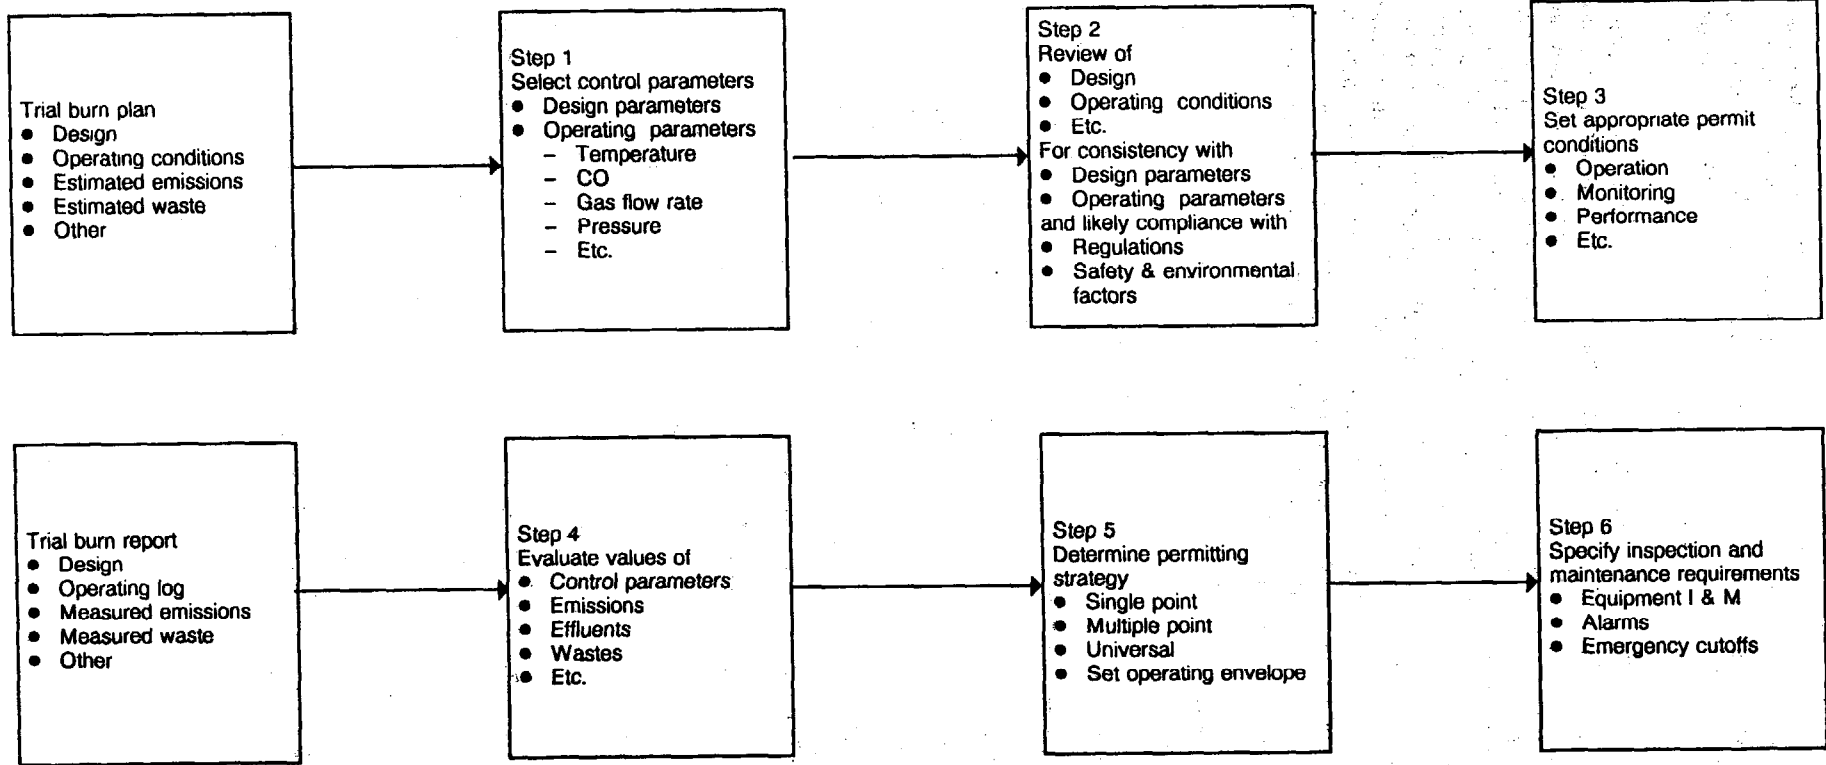 Trial burn plan
● Design
● Operating conditions
● Estimated emissions
● Estimated waste
● Other
Step 1
Select control parameters
● Design parameters
● Operating parameters
– Temperature
– CO
– Gas flow rate
– Pressure
– Etc.
Step 2
Review of
● Design
● Operating conditions
● Etc.
For consistency with
● Design parameters
● Operating parameters
and likely compliance with
● Regulations
● Safety & environmental
factors
Step 3
Set appropriate permit
conditions
● Operation
● Monitoring
● Performance
● Etc.
Trial burn report
● Design
● Operating log
● Measured emissions
● Measured waste
● Other
Step 4
Evaluate values of
● Control parameters
● Emissions
● Effluents
● Wastes
● Etc.
Step 5
Determine permitting
strategy
● Single point
● Multiple point
● Universal
● Set operating envelope
Step 6
Specify inspection and
maintenance requirements
● Equipment I & M
● Alarms
● Emergency cutoffs